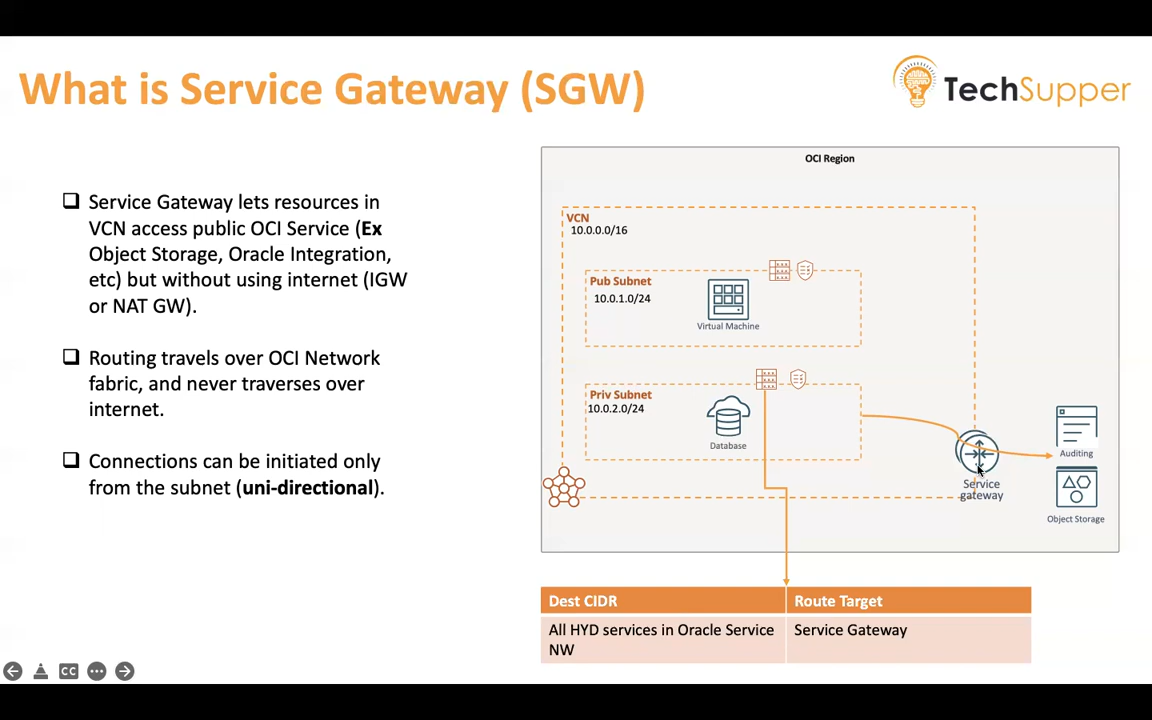 What is Service Gateway (SGW)
TechSupper
Service Gateway lets resources in
VCN access public OCI Service (Ex
Object Storage, Oracle Integration,
etc) but without using internet (IGW
or NAT GW).
Routing travels over OCI Network
fabric, and never traverses over
internet.
Connections can be initiated only
from the subnet (uni-directional).
OCI Region
VCN
10.0.0.0/16
Pub Subnet
10.0.1.0/24
Virtual Machine
Priv Subnet
10.0.2.0/24
Database
Service
gateway
Auditing
Object Storage
Dest CIDR
Route Target
All HYD services in Oracle Service
NW
Service Gateway
CC